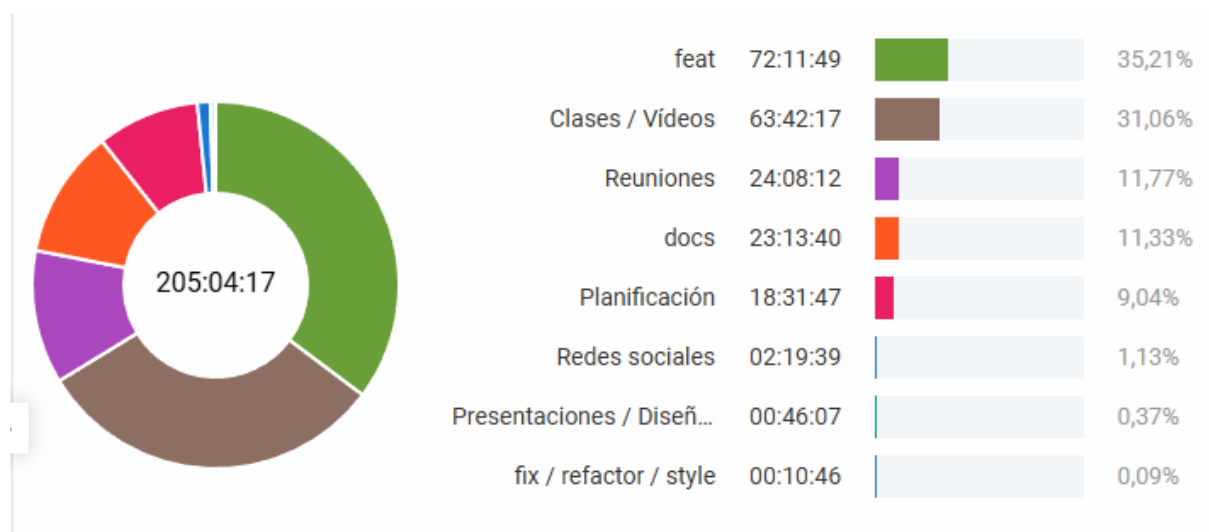 205:04:17
feat 72:11:49 35,21%
Clases / Vídeos 63:42:17 31,06%
Reuniones 24:08:12 11,77%
docs 23:13:40 11,33%
Planificación 18:31:47 9,04%
Redes sociales 02:19:39 1,13%
Presentaciones / Diseñ... 00:46:07 0,37%
fix / refactor / style 00:10:46 0,09%